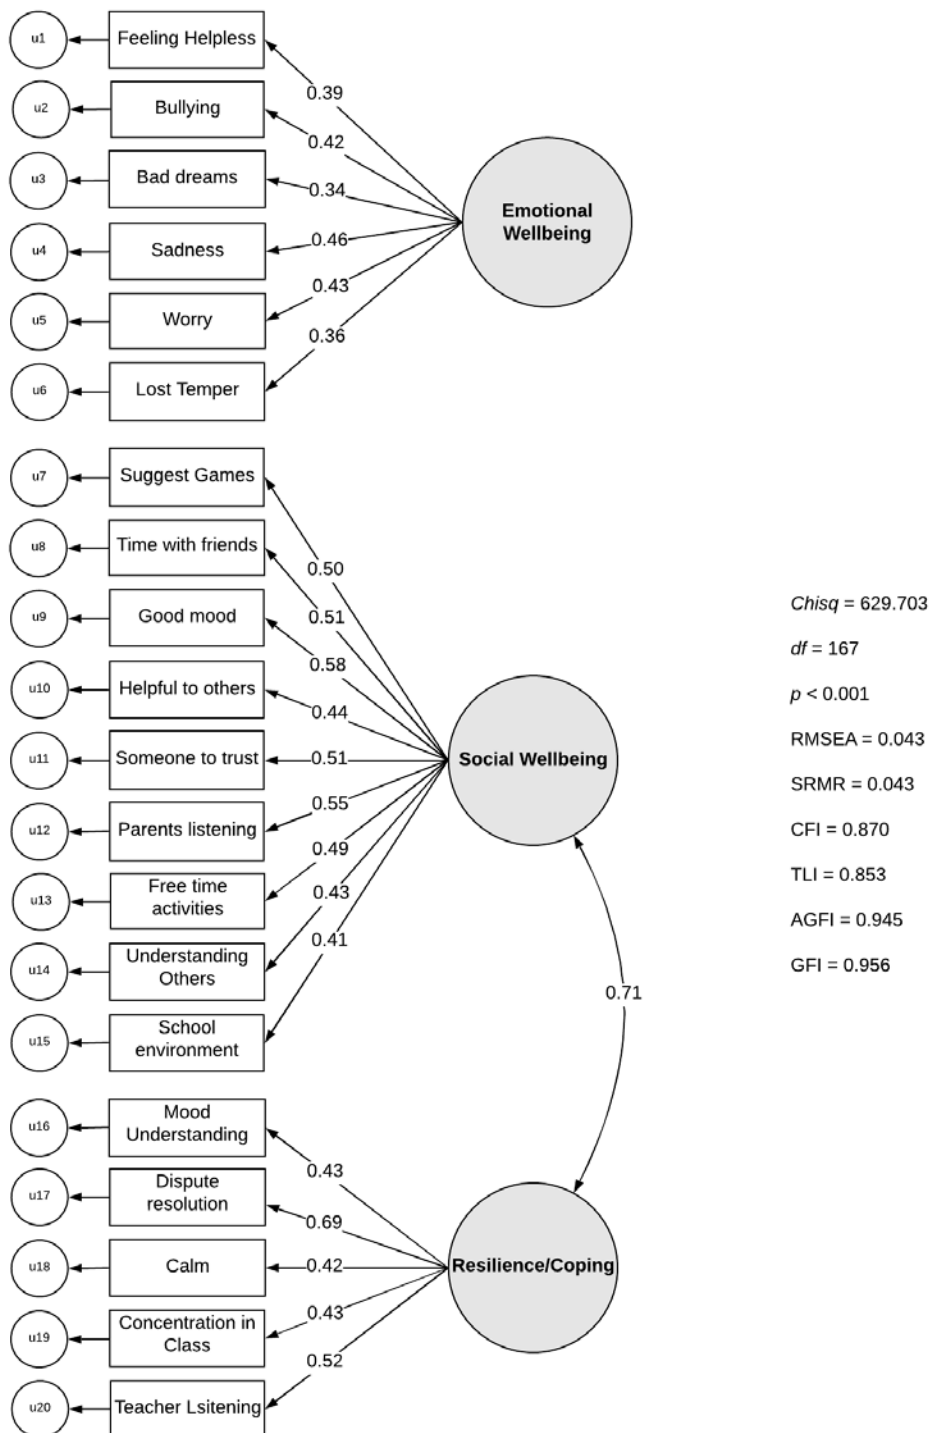 u1
Feeling Helpless
0.39
u2
Bullying
0.42
u3
Bad dreams
0.34
u4
Sadness
0.46
u5
Worry
0.43
u6
Lost Temper
0.36
Emotional
Wellbeing
u7
Suggest Games
0.50
u8
Time with friends
0.51
u9
Good mood
0.58
u10
Helpful to others
0.44
u11
Someone to trust
0.51
u12
Parents listening
0.55
u13
Free time
activities
0.49
u14
Understanding
Others
0.43
u15
School
environment
0.41
Social Wellbeing
0.71
u16
Mood
Understanding
0.43
u17
Dispute
resolution
0.69
u18
Calm
0.42
u19
Concentration in
Class
0.43
u20
Teacher Lsitening
0.52
Resilience/Coping
Chisq = 629.703
df = 167
p < 0.001
RMSEA = 0.043
SRMR = 0.043
CFI = 0.870
TLI = 0.853
AGFI = 0.945
GFI = 0.956